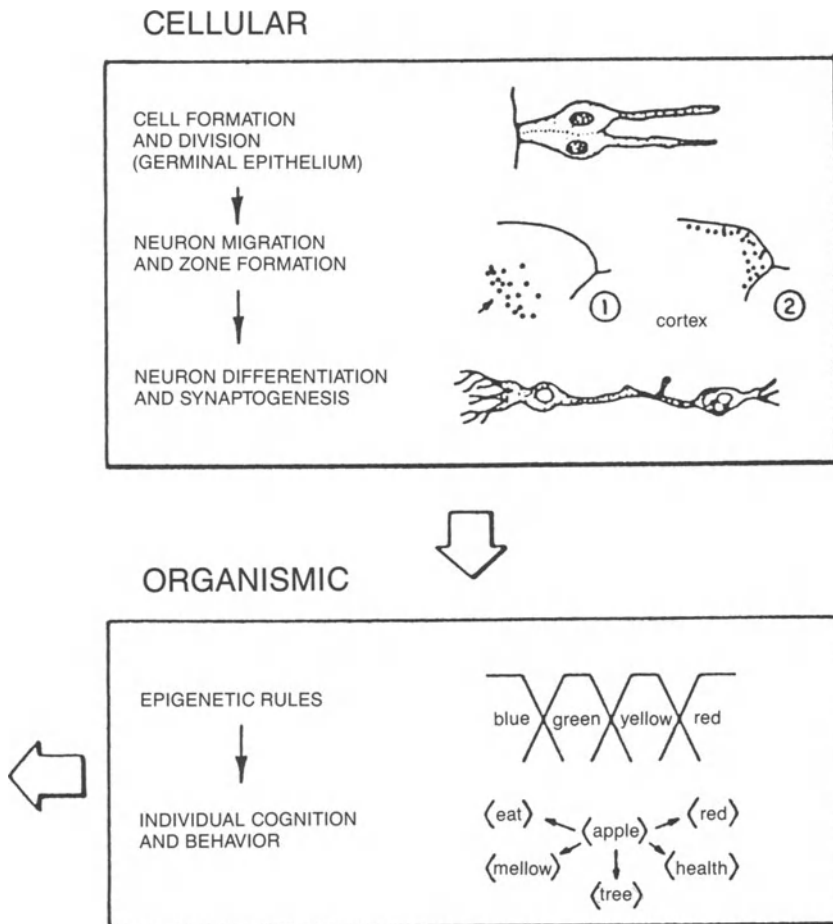 CELLULAR
CELL FORMATION
AND DIVISION
(GERMINAL EPITHELIUM)
NEURON MIGRATION
AND ZONE FORMATION
1
2
cortex
NEURON DIFFERENTIATION
AND SYNAPTOGENESIS
ORGANISMIC
EPIGENETIC RULES
blue green yellow red
INDIVIDUAL COGNITION
AND BEHAVIOR
⟨eat⟩ ⟨apple⟩ ⟨red⟩
⟨mellow⟩ ⟨health⟩
⟨tree⟩